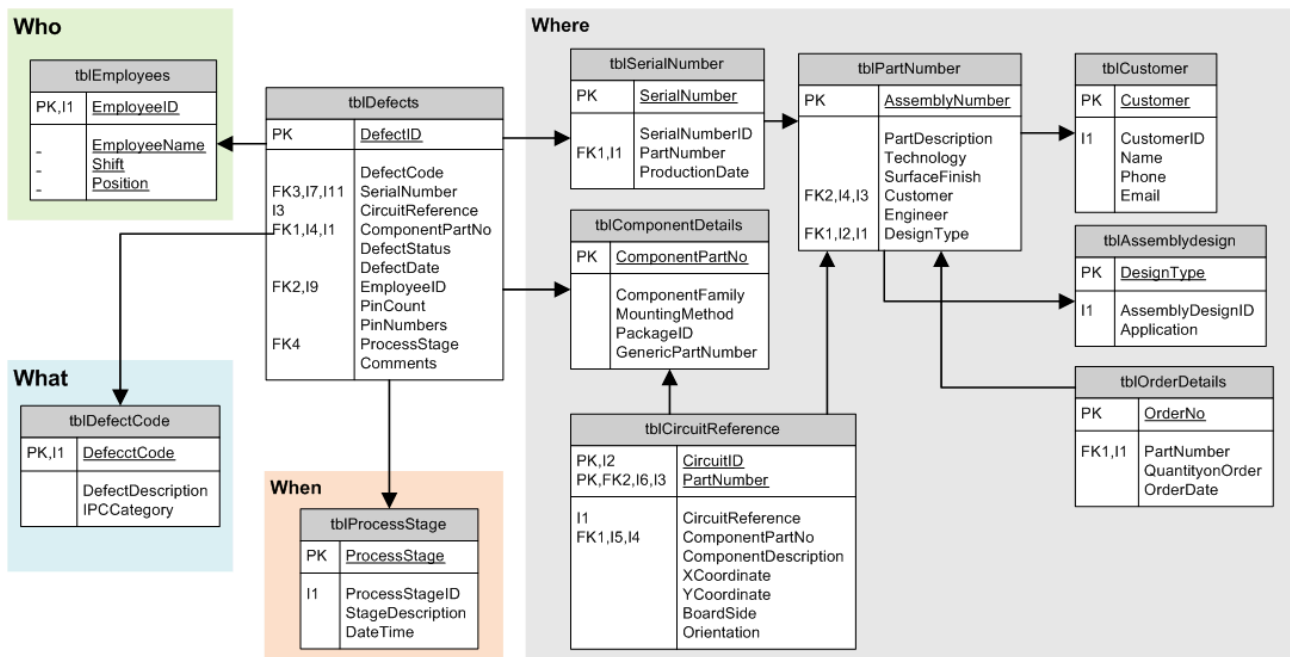 Who
tblEmployees
PK,I1 EmployeeID
- EmployeeName
- Shift
- Position
tblDefects
PK DefectID
DefectCode
FK3,I7,I11 SerialNumber
I3 CircuitReference
FK1,I4,I1 ComponentPartNo
DefectStatus
DefectDate
FK2,I9 EmployeeID
PinCount
PinNumbers
FK4 ProcessStage
Comments
What
tblDefectCode
PK,I1 DefecctCode
DefectDescription
IPCCategory
When
tblProcessStage
PK ProcessStage
I1 ProcessStageID
StageDescription
DateTime
Where
tblSerialNumber
PK SerialNumber
SerialNumberID
FK1,I1 PartNumber
ProductionDate
tblComponentDetails
PK ComponentPartNo
ComponentFamily
MountingMethod
PackageID
GenericPartNumber
tblCircuitReference
PK,I2 CircuitID
PK,FK2,I6,I3 PartNumber
I1 CircuitReference
FK1,I5,I4 ComponentPartNo
ComponentDescription
XCoordinate
YCoordinate
BoardSide
Orientation
tblPartNumber
PK AssemblyNumber
PartDescription
Technology
SurfaceFinish
FK2,I4,I3 Customer
Engineer
FK1,I2,I1 DesignType
tblCustomer
PK Customer
I1 CustomerID
Name
Phone
Email
tblAssemblydesign
PK DesignType
I1 AssemblyDesignID
Application
tblOrderDetails
PK OrderNo
FK1,I1 PartNumber
QuantityonOrder
OrderDate